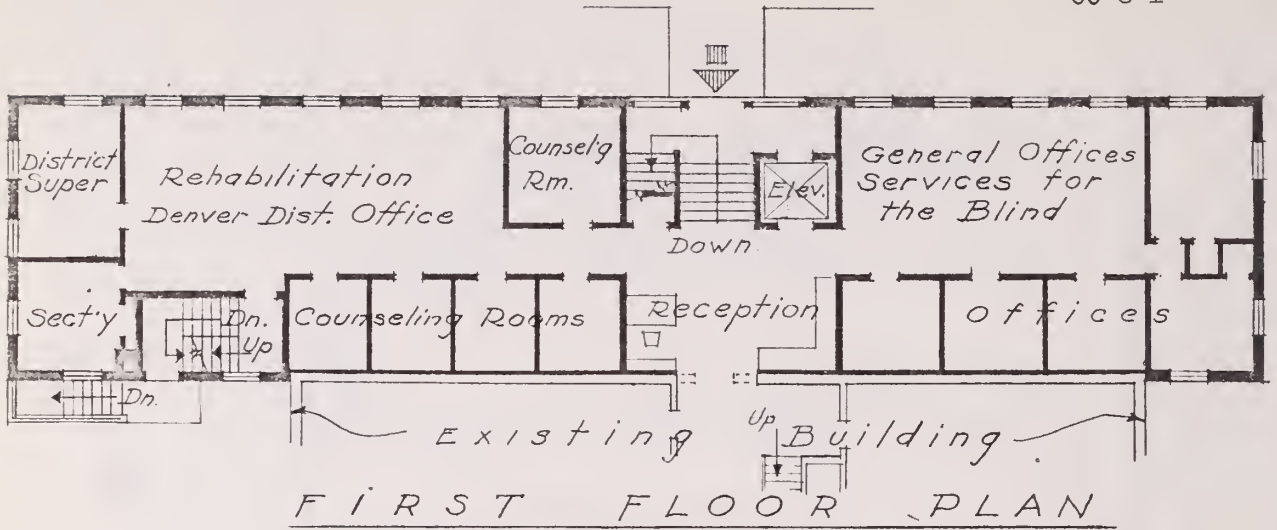 District
Super
Rehabilitation
Denver Dist. Office
Counsel'g
Rm.
Elev.
General Offices
Services for
the Blind
Down
Sect'y
Dn.
Up
Counseling Rooms
Reception
Offices
Dn.
Existing Building
Up
FIRST FLOOR PLAN